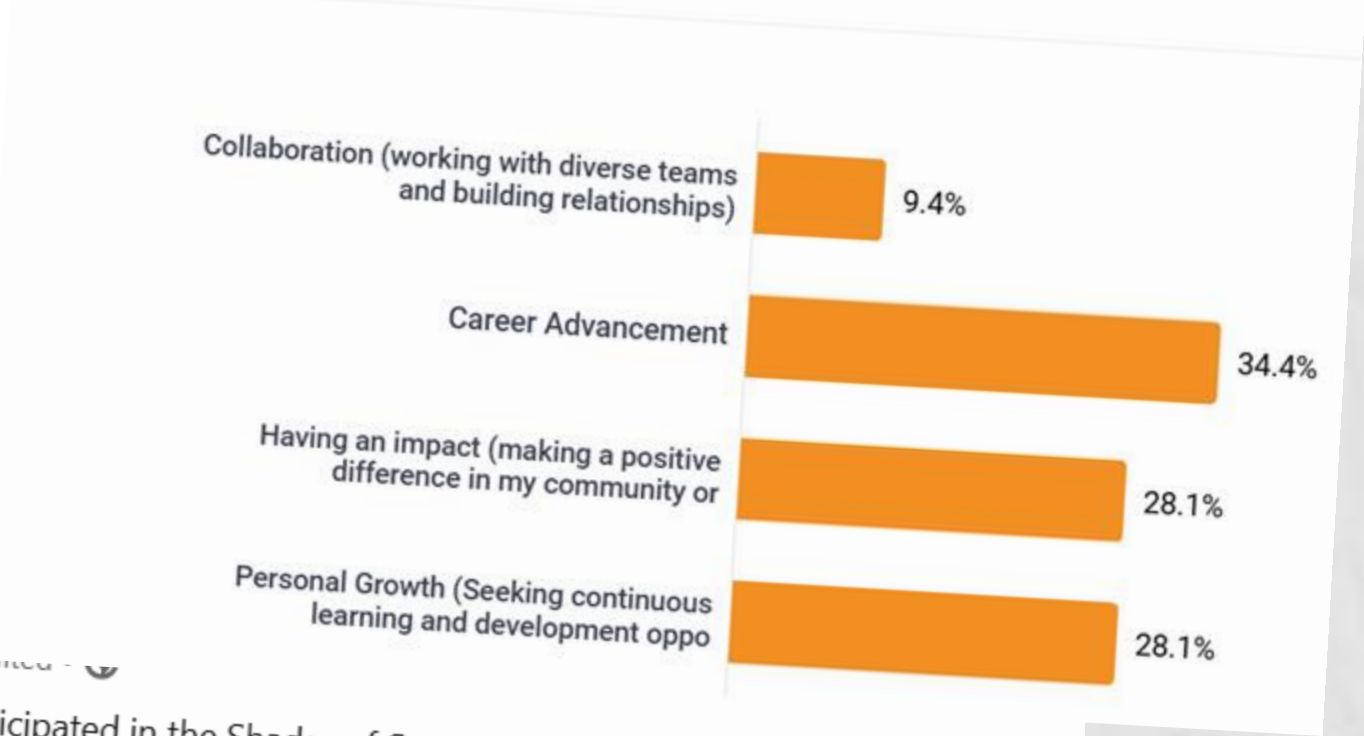 Collaboration (working with diverse teams
and building relationships)
9.4%
Career Advancement
34.4%
Having an impact (making a positive
difference in my community or
28.1%
Personal Growth (Seeking continuous
learning and development oppo
28.1%
in the of